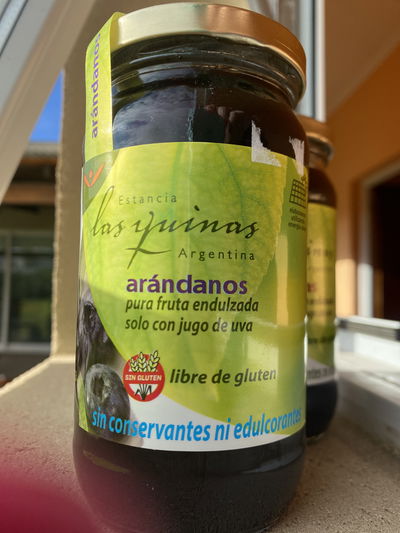 arándanos
Estancia
las quinas
Argentina
arándanos
pura fruta endulzada
solo con jugo de uva
SIN GLUTEN
libre de gluten
sin conservantes ni edulcorantes